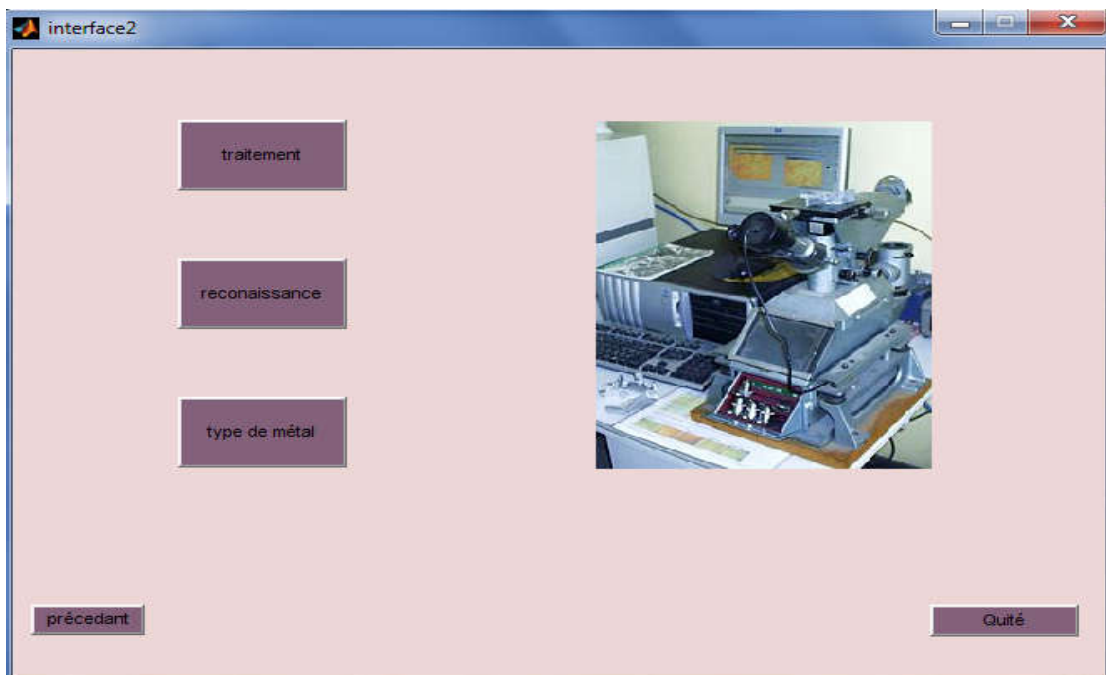 interface2
traitement
reconaissance
type de métal
précedant
Quité